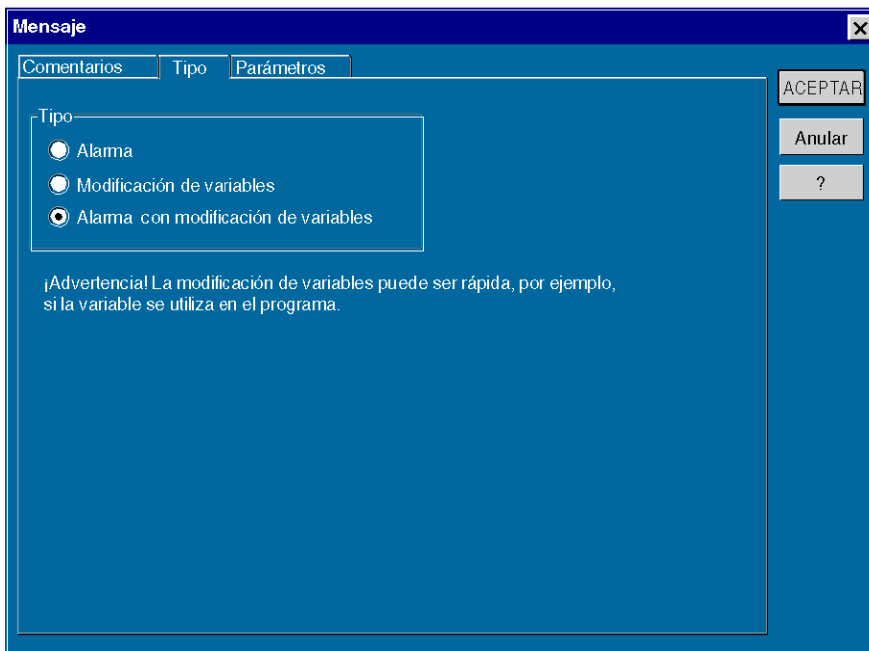 Mensaje
Comentarios Tipo Parámetros
ACEPTAR
Tipo
Anular
Alarma
?
Modificación de variables
Alarma con modificación de variables
¡Advertencia! La modificación de variables puede ser rápida, por ejemplo,
si la variable se utiliza en el programa.